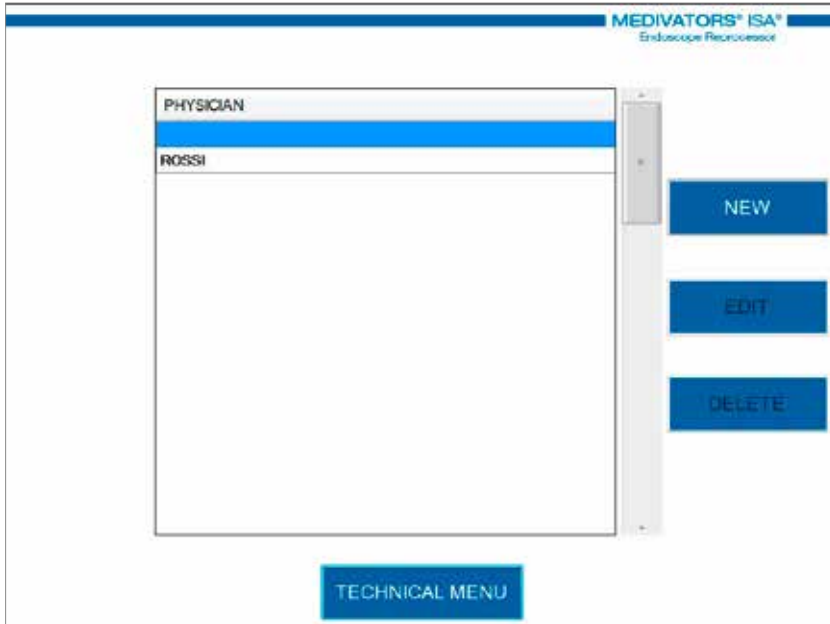 MEDIVATORS® ISA®
Endoscope Reprocessor
PHYSICIAN
ROSSI
NEW
EDIT
DELETE
TECHNICAL MENU